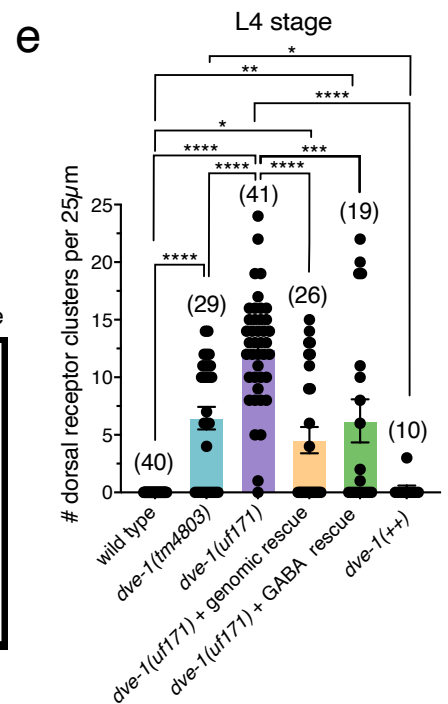 e
L4 stage
*
**
****
*
****
***
****
****
****
(41)
(19)
(29)
(26)
(40)
(10)
# dorsal receptor clusters per 25µm
25
20
15
10
5
0
wild type
dve-1(tm4803)
dve-1(uf171)
dve-1(uf171) + genomic rescue
dve-1(uf171) + GABA rescue
dve-1(++)
e